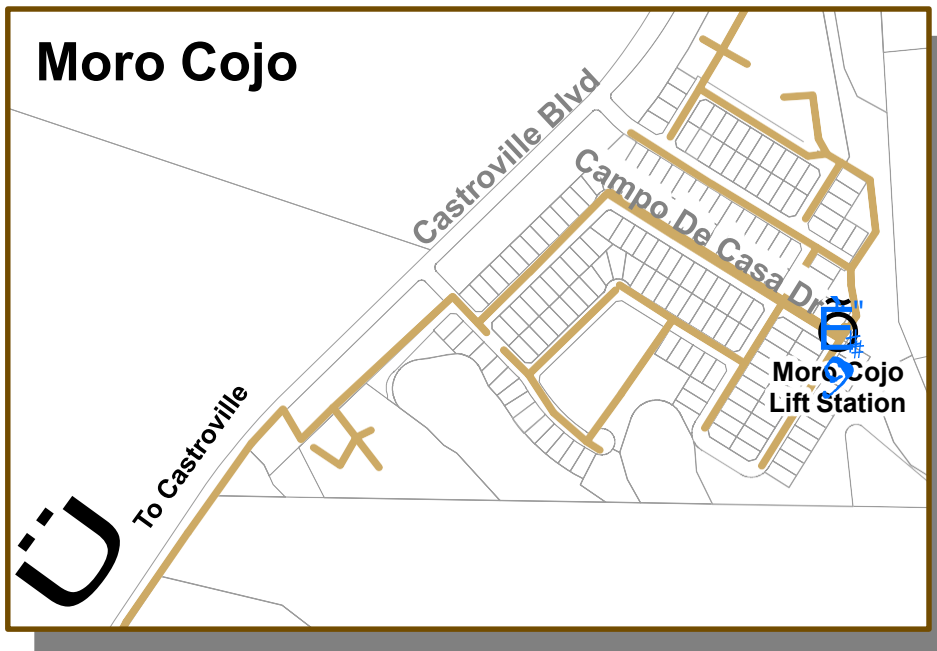 Moro Cojo
Castroville Blvd
Campo De Casa Dr
Moro Cojo
Lift Station
To Castroville
Ü